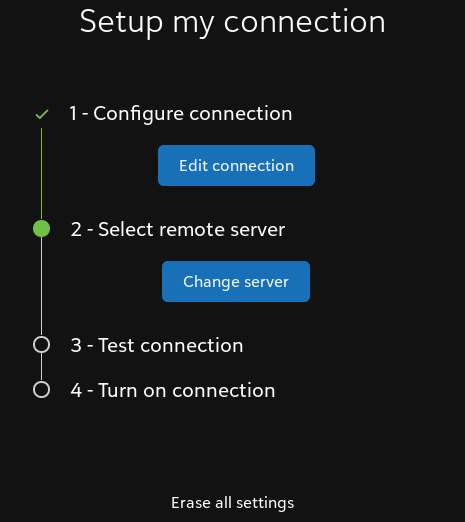 Setup my connection
1 - Configure connection
Edit connection
2 - Select remote server
Change server
3 - Test connection
4 - Turn on connection
Erase all settings